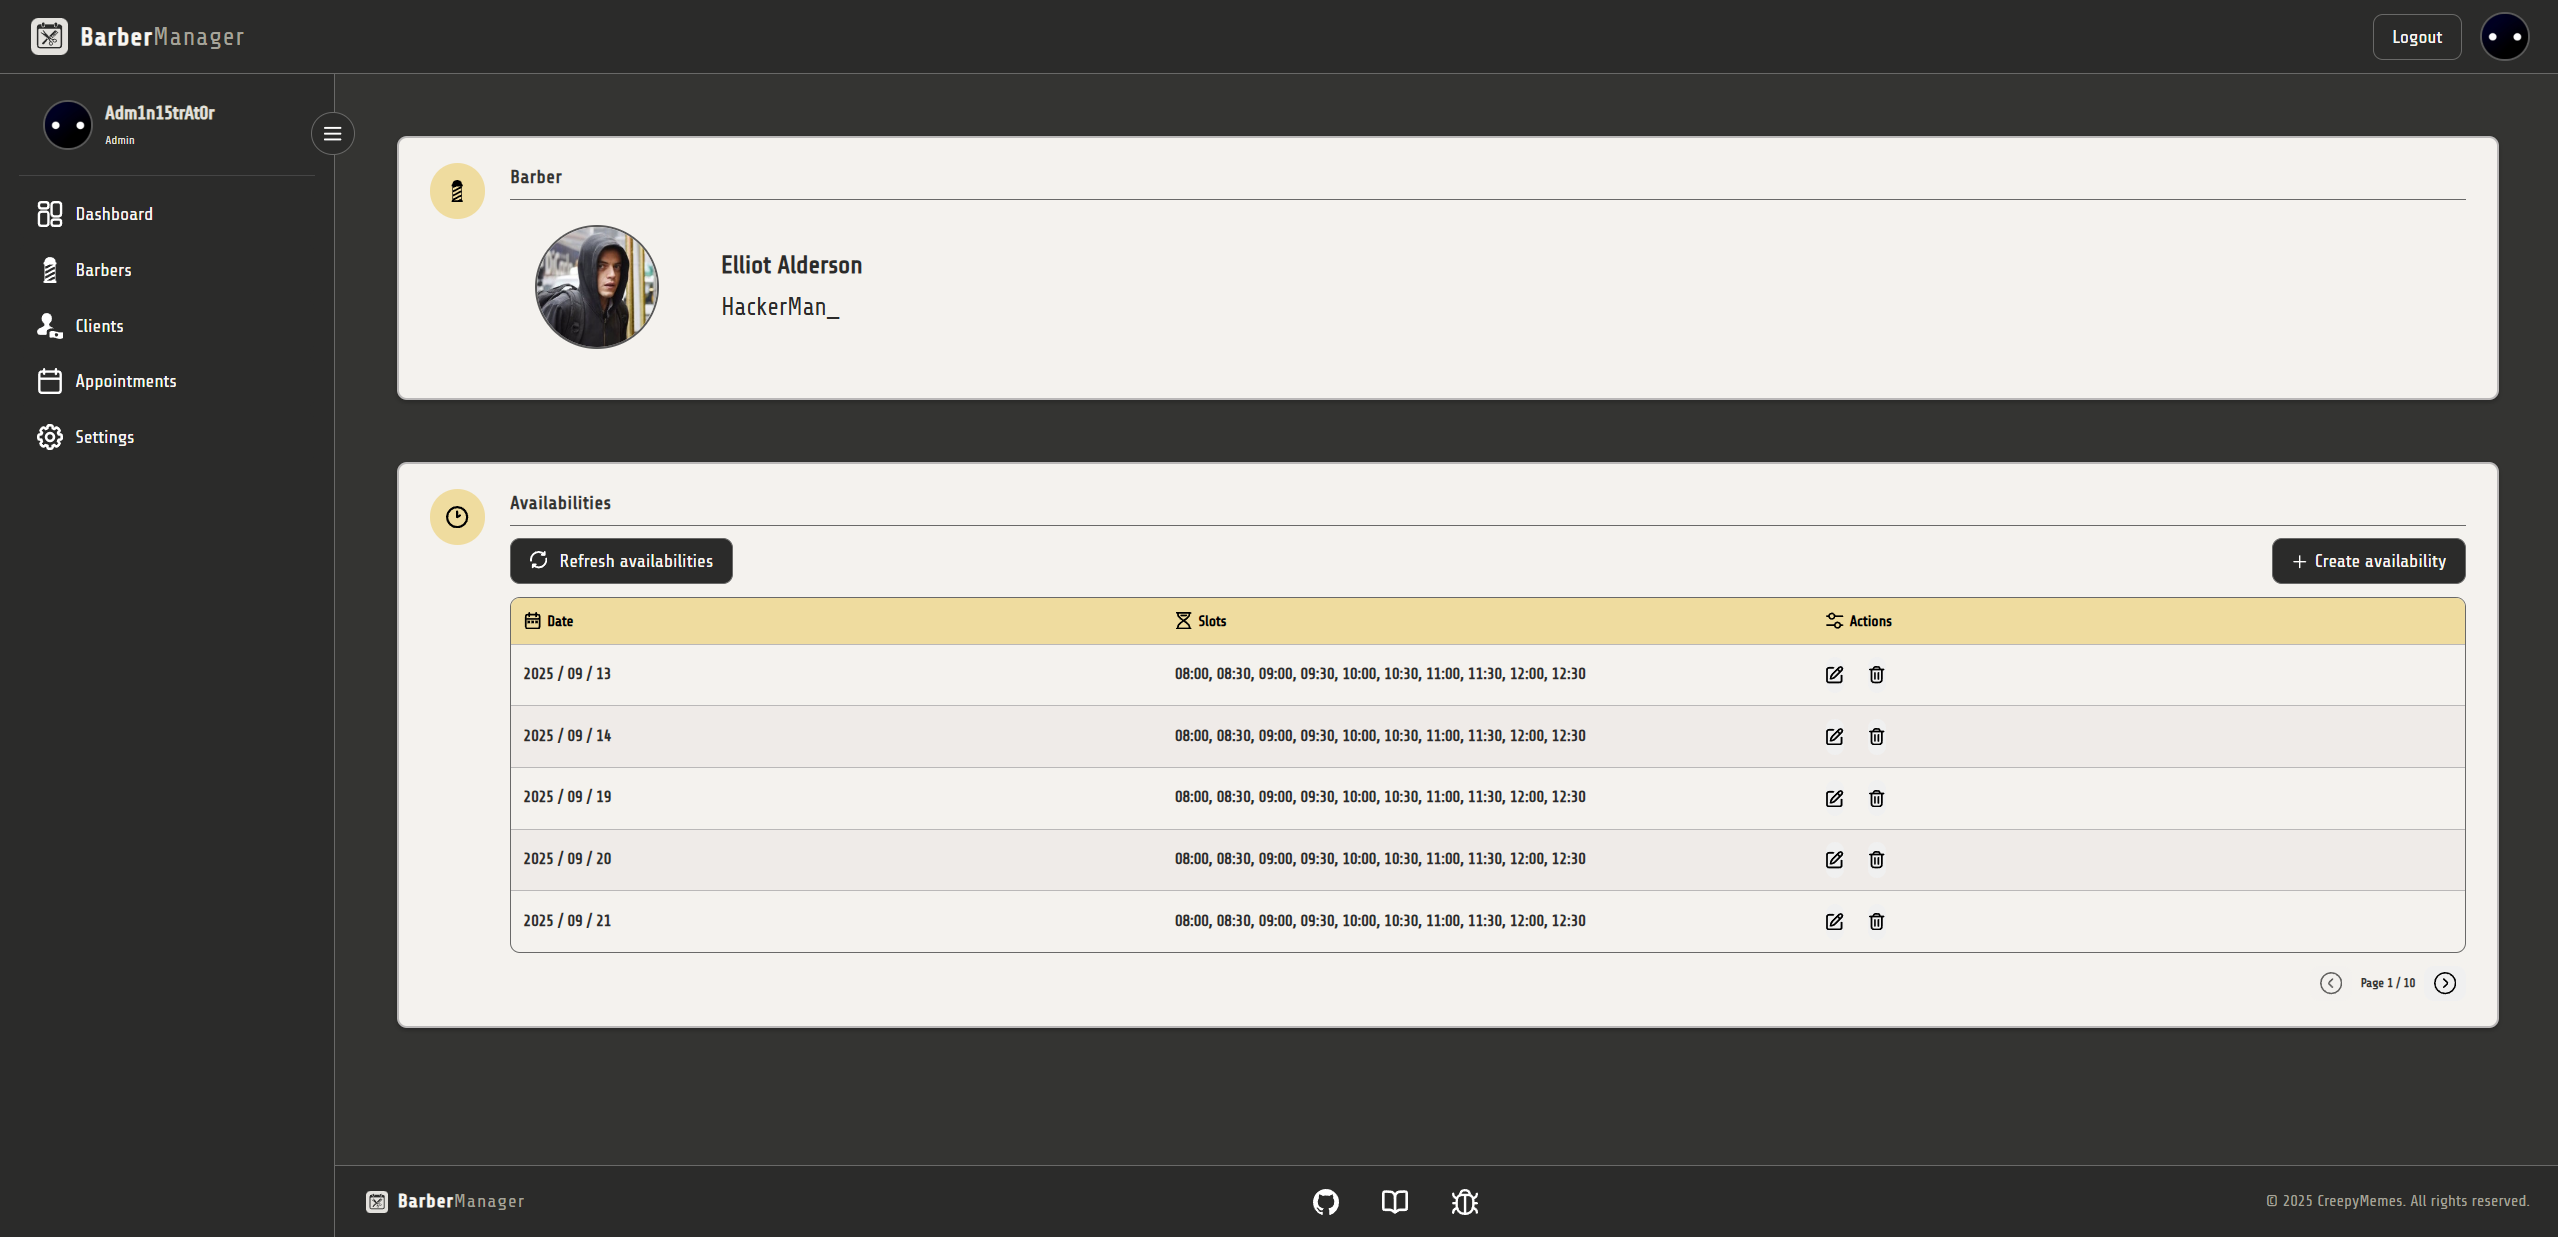 BarberManager
Logout
Adm1n15trAt0r
Admin
Dashboard
Barbers
Clients
Appointments
Settings
Barber
Elliot Alderson
HackerMan_
Availabilities
Refresh availabilities
+ Create availability
Date Slots Actions
2025 / 09 / 13 08:00, 08:30, 09:00, 09:30, 10:00, 10:30, 11:00, 11:30, 12:00, 12:30
2025 / 09 / 14 08:00, 08:30, 09:00, 09:30, 10:00, 10:30, 11:00, 11:30, 12:00, 12:30
2025 / 09 / 19 08:00, 08:30, 09:00, 09:30, 10:00, 10:30, 11:00, 11:30, 12:00, 12:30
2025 / 09 / 20 08:00, 08:30, 09:00, 09:30, 10:00, 10:30, 11:00, 11:30, 12:00, 12:30
2025 / 09 / 21 08:00, 08:30, 09:00, 09:30, 10:00, 10:30, 11:00, 11:30, 12:00, 12:30
Page 1 / 10
BarberManager
© 2025 CreepyMemes. All rights reserved.